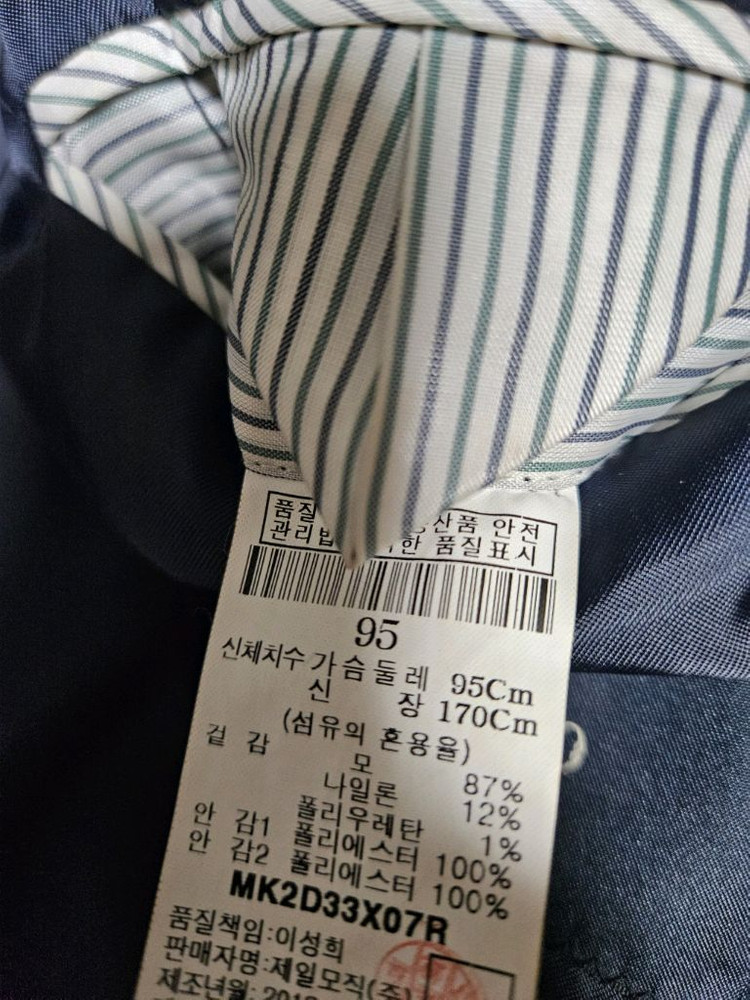 품질 산품 안전
관리법 한 품질표시
95
신체치수 가슴둘레 95Cm
신 장 170Cm
(섬유의 혼용율)
겉 감 모 87%
나일론 12%
폴리우레탄 1%
안 감1 폴리에스터 100%
안 감2 폴리에스터 100%
MK2D33X07R
품질책임:이성희
판매자명:제일모직(주)
제조년월: